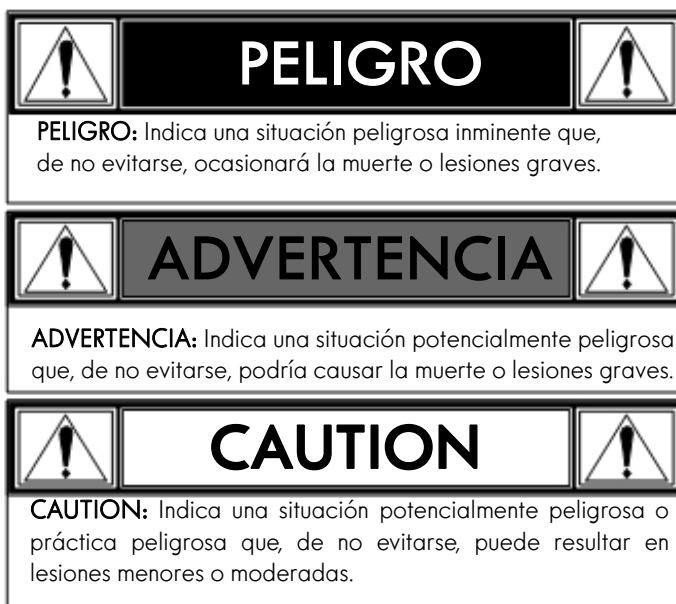 PELIGRO
PELIGRO: Indica una situación peligrosa inminente que,
de no evitarse, ocasionará la muerte o lesiones graves.
ADVERTENCIA
ADVERTENCIA: Indica una situación potencialmente peligrosa
que, de no evitarse, podría causar la muerte o lesiones graves.
CAUTION
CAUTION: Indica una situación potencialmente peligrosa o
práctica peligrosa que, de no evitarse, puede resultar en
lesiones menores o moderadas.